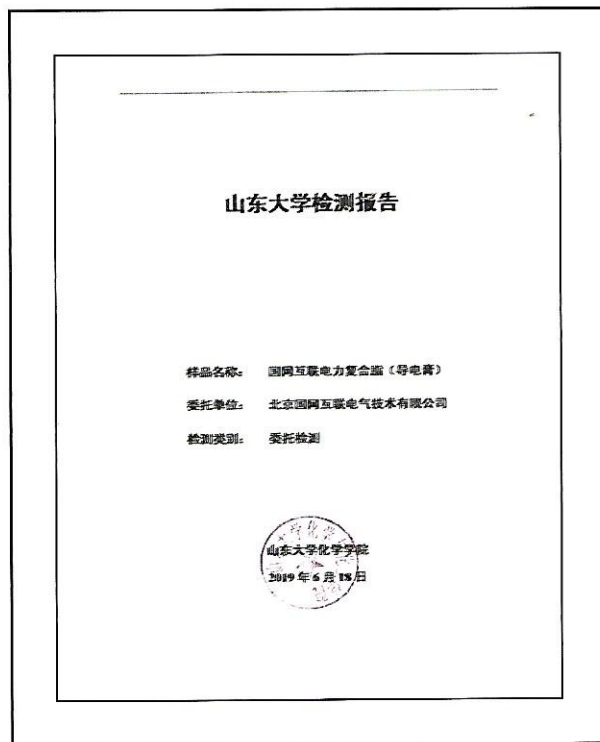 山东大学检测报告
样品名称： 国网互联电力复合脂（导电膏）
委托单位： 北京国网互联电气技术有限公司
检测类别： 委托检测
山东大学化学学院
2019 年 6 月 18 日